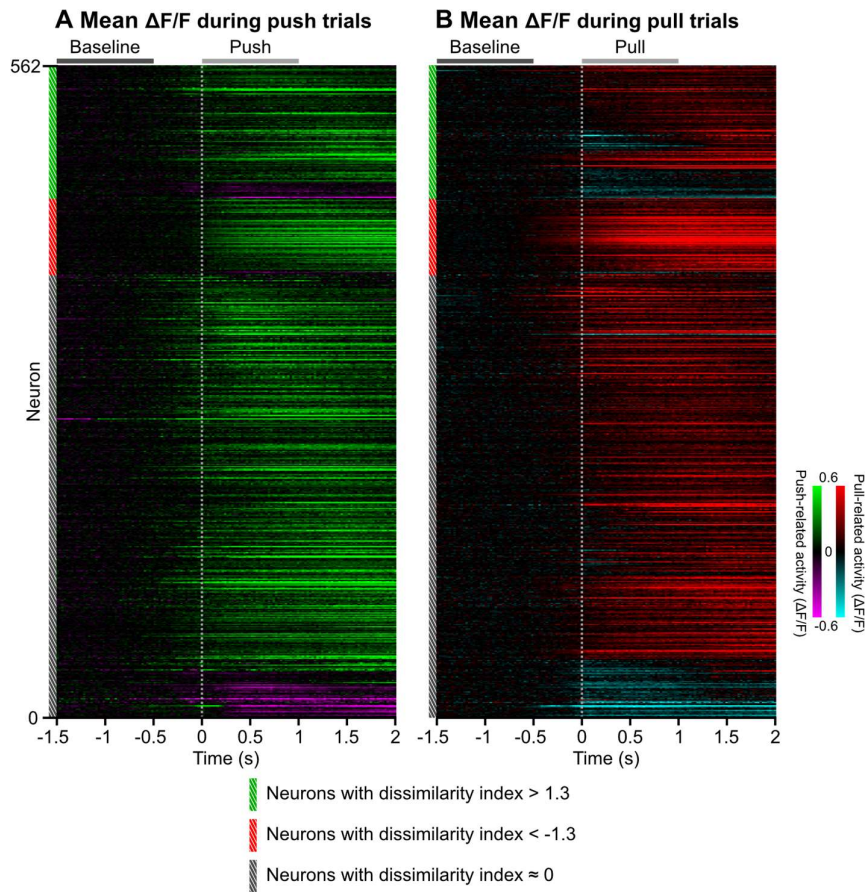 A Mean ΔF/F during push trials
B Mean ΔF/F during pull trials
Baseline
Push
Baseline
Pull
562
Neuron
0
-1.5 -1 -0.5 0 0.5 1 1.5 2
Time (s)
-1.5 -1 -0.5 0 0.5 1 1.5 2
Time (s)
Push-related activity (ΔF/F)
0.6
0
-0.6
Pull-related activity (ΔF/F)
Neurons with dissimilarity index > 1.3
Neurons with dissimilarity index < -1.3
Neurons with dissimilarity index ≈ 0